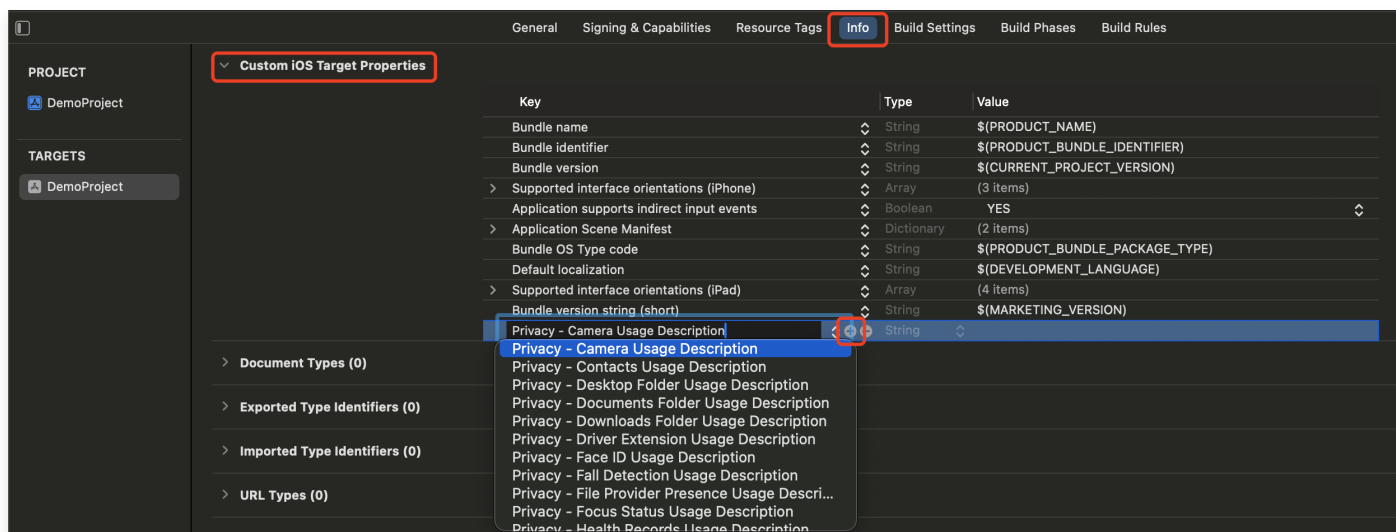 General Signing & Capabilities Resource Tags Info Build Settings Build Phases Build Rules
PROJECT
DemoProject
TARGETS
DemoProject
Custom iOS Target Properties
Key Type Value
Bundle name String $(PRODUCT_NAME)
Bundle identifier String $(PRODUCT_BUNDLE_IDENTIFIER)
Bundle version String $(CURRENT_PROJECT_VERSION)
Supported interface orientations (iPhone) Array (3 items)
Application supports indirect input events Boolean YES
Application Scene Manifest Dictionary (2 items)
Bundle OS Type code String $(PRODUCT_BUNDLE_PACKAGE_TYPE)
Default localization String $(DEVELOPMENT_LANGUAGE)
Supported interface orientations (iPad) Array (4 items)
Bundle version string (short) String $(MARKETING_VERSION)
Privacy - Camera Usage Description String
Privacy - Camera Usage Description
Privacy - Contacts Usage Description
Privacy - Desktop Folder Usage Description
Privacy - Documents Folder Usage Description
Privacy - Downloads Folder Usage Description
Privacy - Driver Extension Usage Description
Privacy - Face ID Usage Description
Privacy - Fall Detection Usage Description
Privacy - File Provider Presence Usage Descri...
Privacy - Focus Status Usage Description
Privacy - Health Records Usage Description
Document Types (0)
Exported Type Identifiers (0)
Imported Type Identifiers (0)
URL Types (0)